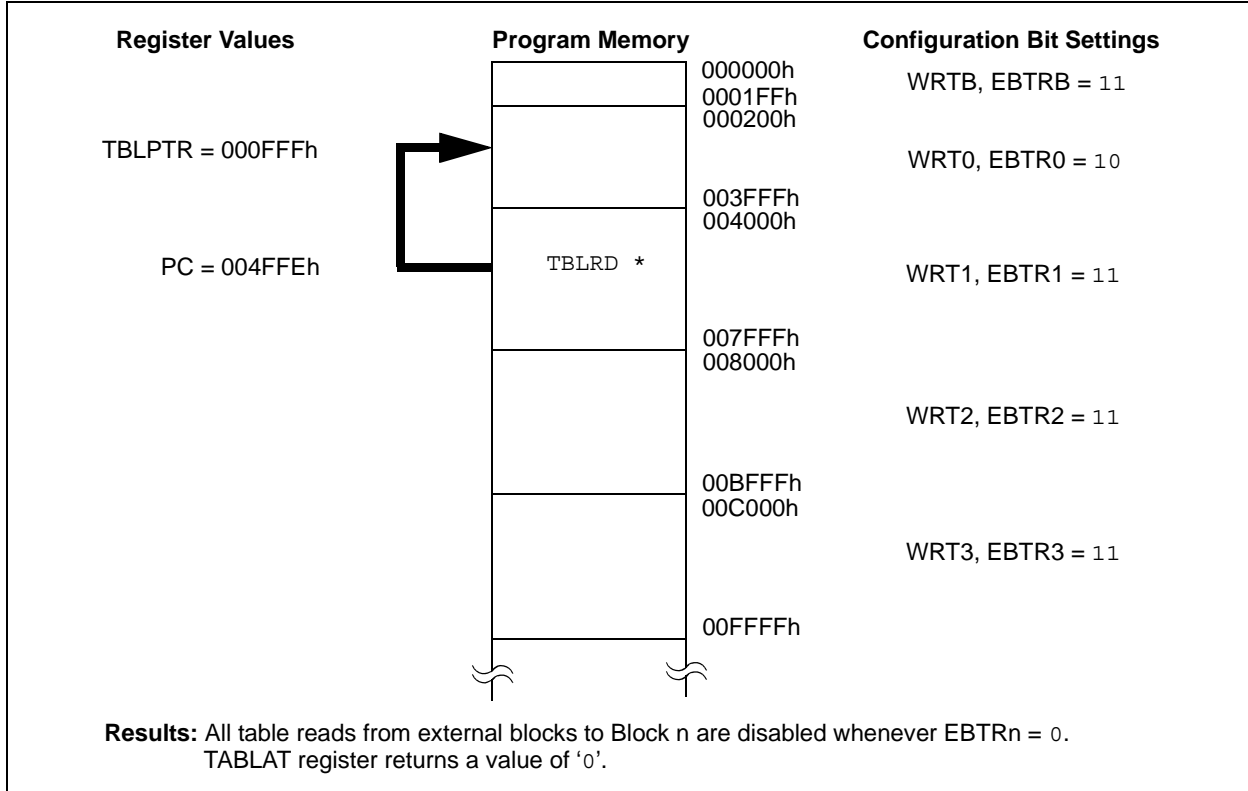 Register Values
Program Memory
Configuration Bit Settings
000000h
WRTB, EBTRB = 11
0001FFh
000200h
TBLPTR = 000FFFh
WRT0, EBTR0 = 10
003FFFh
004000h
PC = 004FFEh
TBLRD *
WRT1, EBTR1 = 11
007FFFh
008000h
WRT2, EBTR2 = 11
00BFFFh
00C000h
WRT3, EBTR3 = 11
00FFFFh
Results: All table reads from external blocks to Block n are disabled whenever EBTRn = 0.
TABLAT register returns a value of ‘0’.